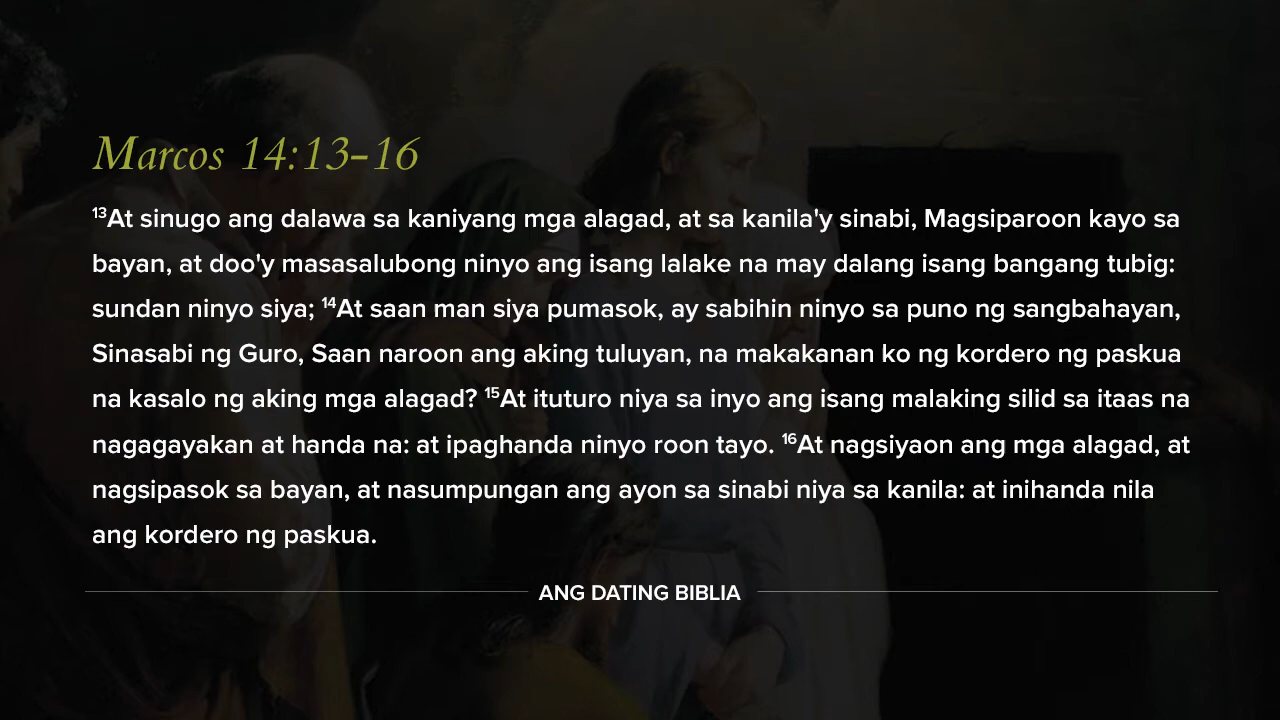 Marcos 14:13–16
¹³At sinugo ang dalawa sa kaniyang mga alagad, at sa kanila'y sinabi, Magsiparoon kayo sa
bayan, at doo'y masasalubong ninyo ang isang lalake na may dalang isang bangang tubig:
sundan ninyo siya; ¹⁴At saan man siya pumasok, ay sabihin ninyo sa puno ng sangbahayan,
Sinasabi ng Guro, Saan naroon ang aking tuluyan, na makakanan ko ng kordero ng paskua
na kasalo ng aking mga alagad? ¹⁵At ituturo niya sa inyo ang isang malaking silid sa itaas na
nagagayakan at handa na: at ipaghanda ninyo roon tayo. ¹⁶At nagsiyaon ang mga alagad, at
nagsipasok sa bayan, at nasumpungan ang ayon sa sinabi niya sa kanila: at inihanda nila
ang kordero ng paskua.
ANG DATING BIBLIA